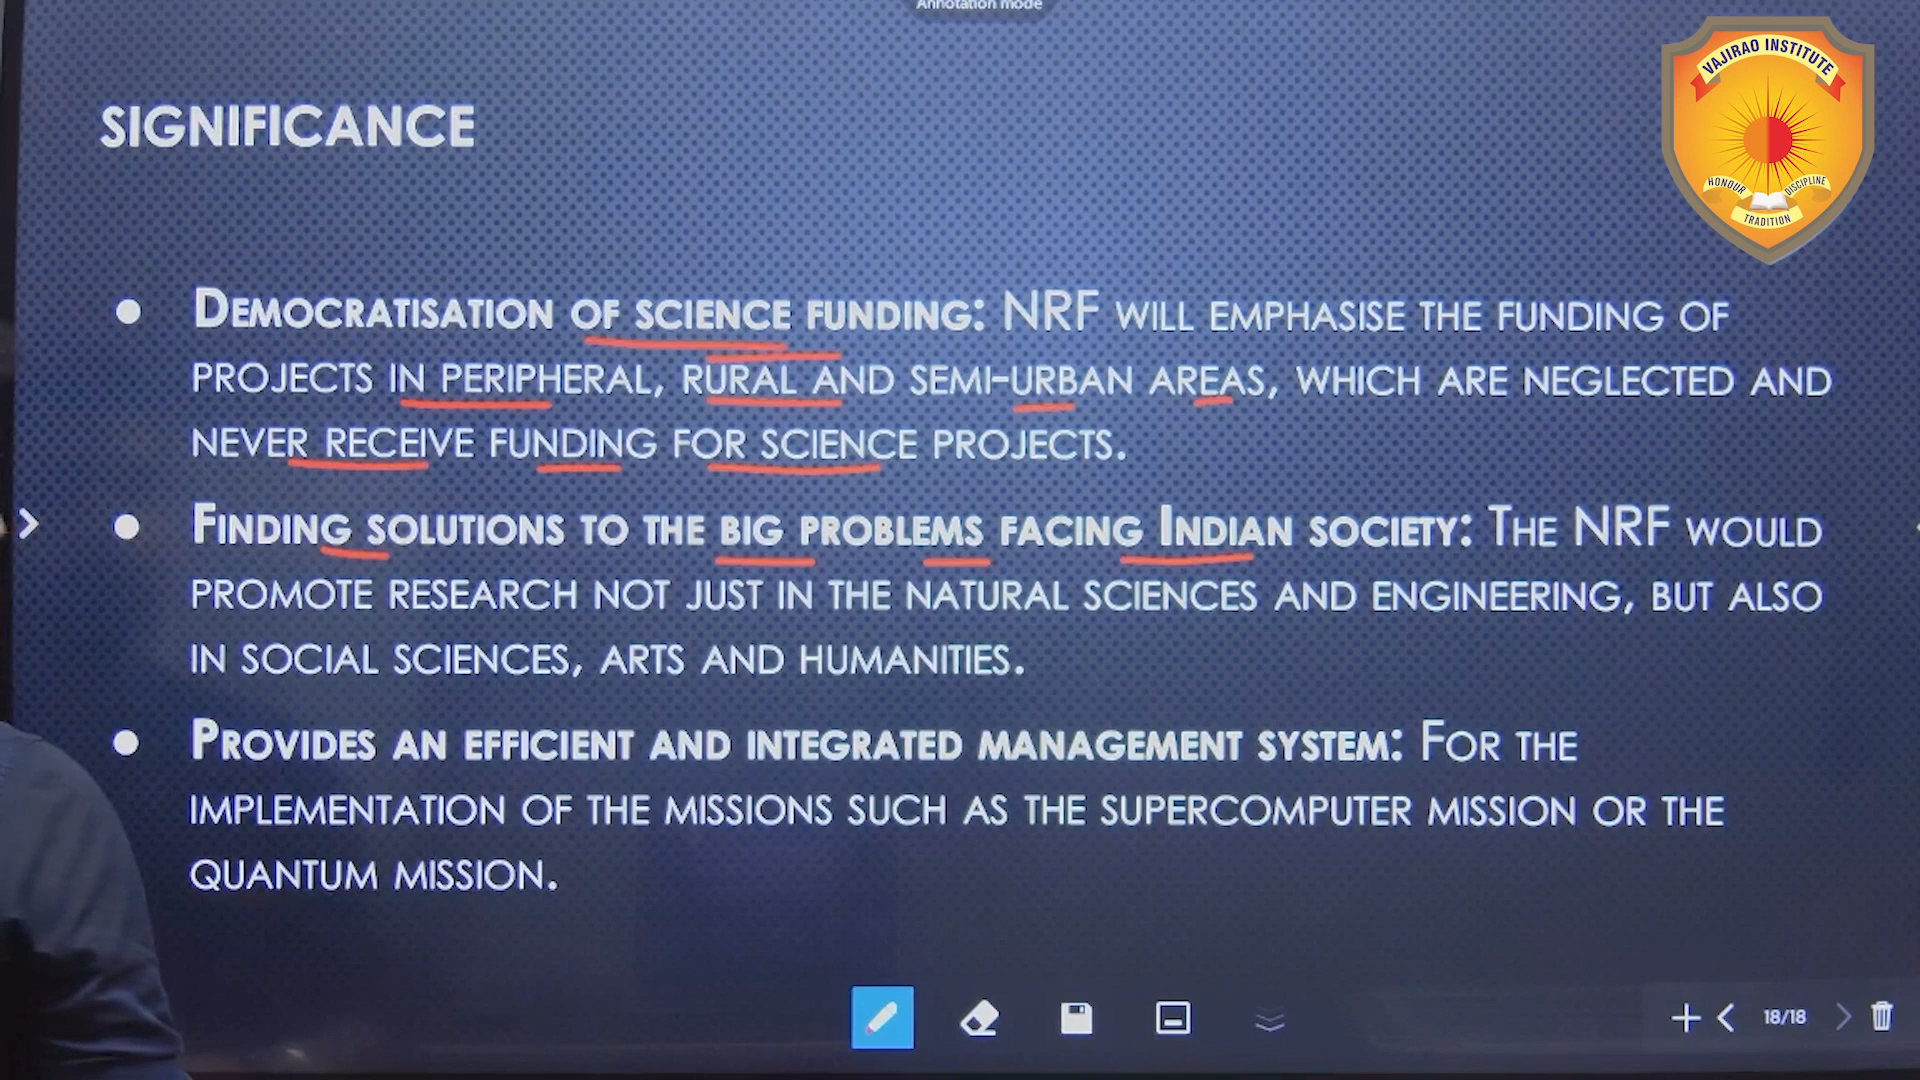 Annotation mode
VAJIRAO INSTITUTE
HONOUR
DISCIPLINE
TRADITION
SIGNIFICANCE
DEMOCRATISATION OF SCIENCE FUNDING: NRF WILL EMPHASISE THE FUNDING OF
PROJECTS IN PERIPHERAL, RURAL AND SEMI-URBAN AREAS, WHICH ARE NEGLECTED AND
NEVER RECEIVE FUNDING FOR SCIENCE PROJECTS.
FINDING SOLUTIONS TO THE BIG PROBLEMS FACING INDIAN SOCIETY: THE NRF WOULD
PROMOTE RESEARCH NOT JUST IN THE NATURAL SCIENCES AND ENGINEERING, BUT ALSO
IN SOCIAL SCIENCES, ARTS AND HUMANITIES.
PROVIDES AN EFFICIENT AND INTEGRATED MANAGEMENT SYSTEM: FOR THE
IMPLEMENTATION OF THE MISSIONS SUCH AS THE SUPERCOMPUTER MISSION OR THE
QUANTUM MISSION.
18/18